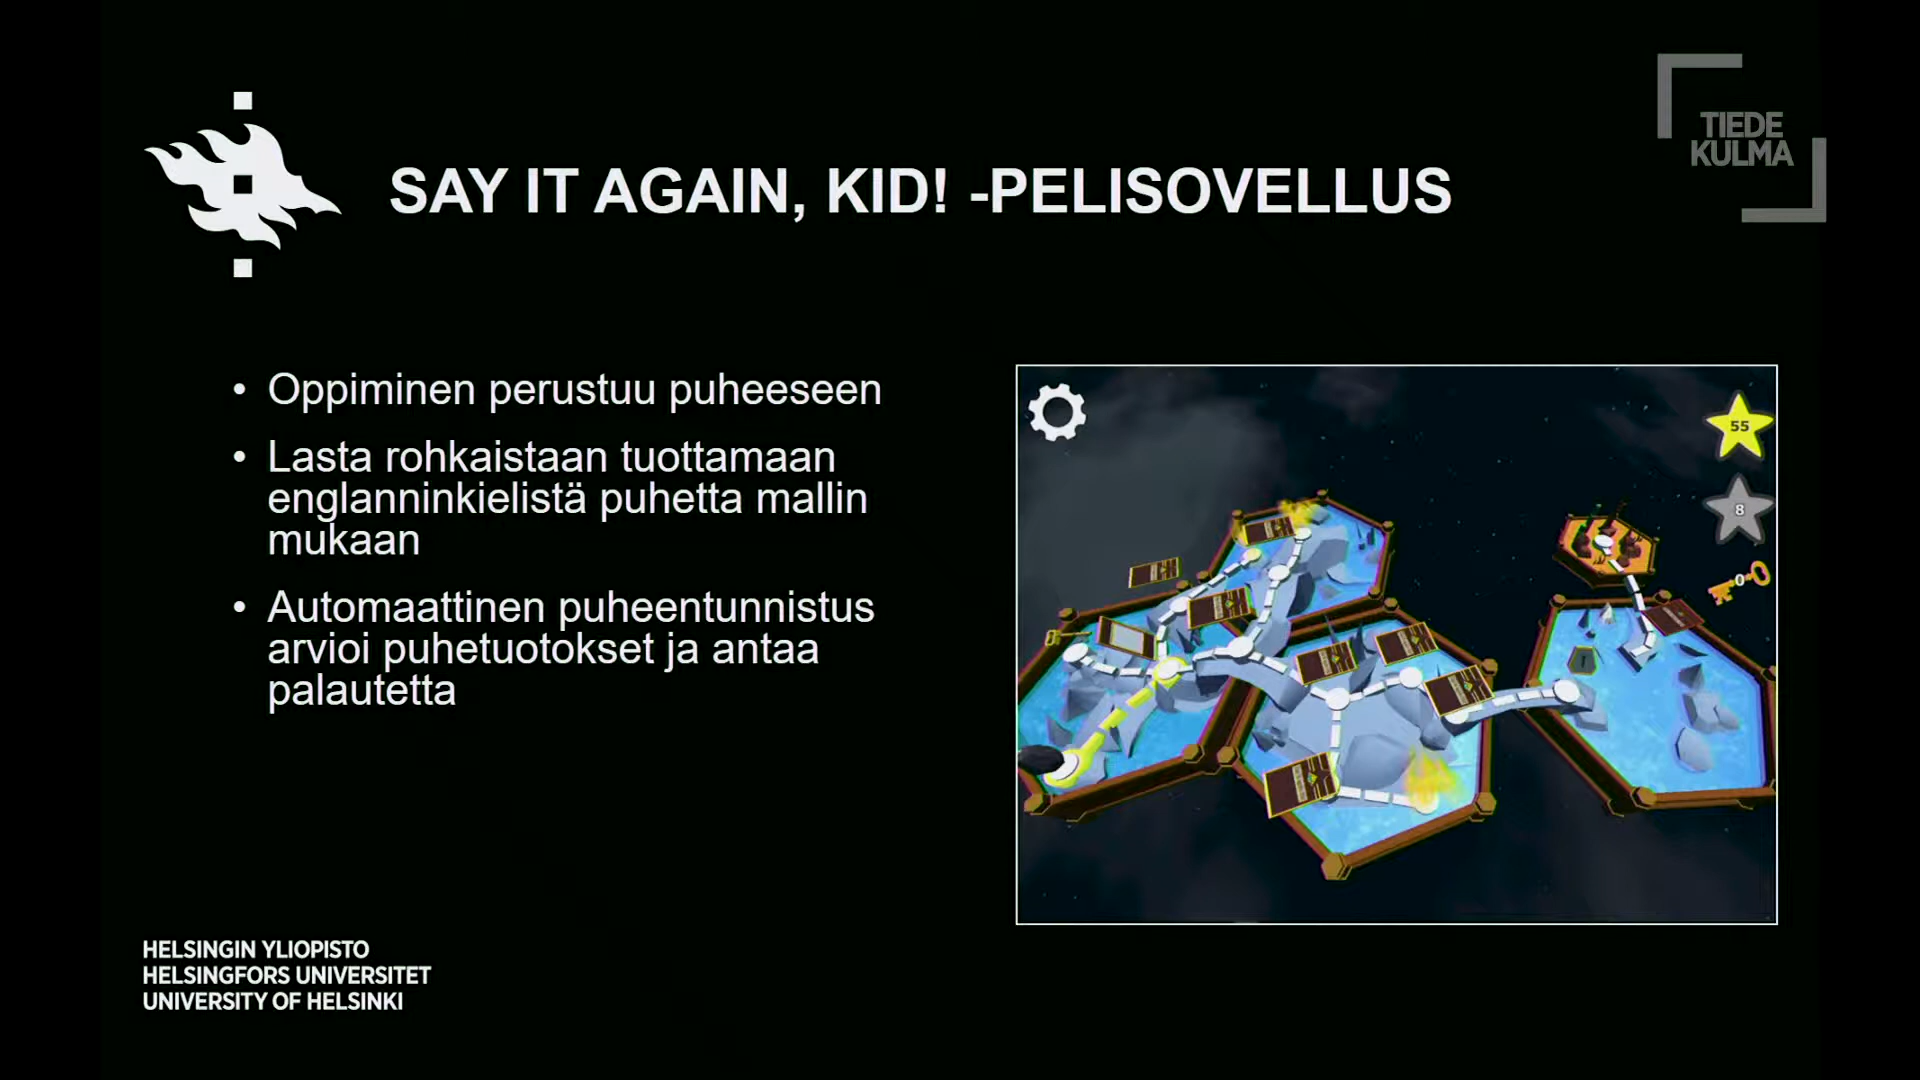 TIEDE
KULMA
SAY IT AGAIN, KID! -PELISOVELLUS
• Oppiminen perustuu puheeseen
• Lasta rohkaistaan tuottamaan
englanninkielistä puhetta mallin
mukaan
• Automaattinen puheentunnistus
arvioi puhetuotokset ja antaa
palautetta
55
8
0
HELSINGIN YLIOPISTO
HELSINGFORS UNIVERSITET
UNIVERSITY OF HELSINKI